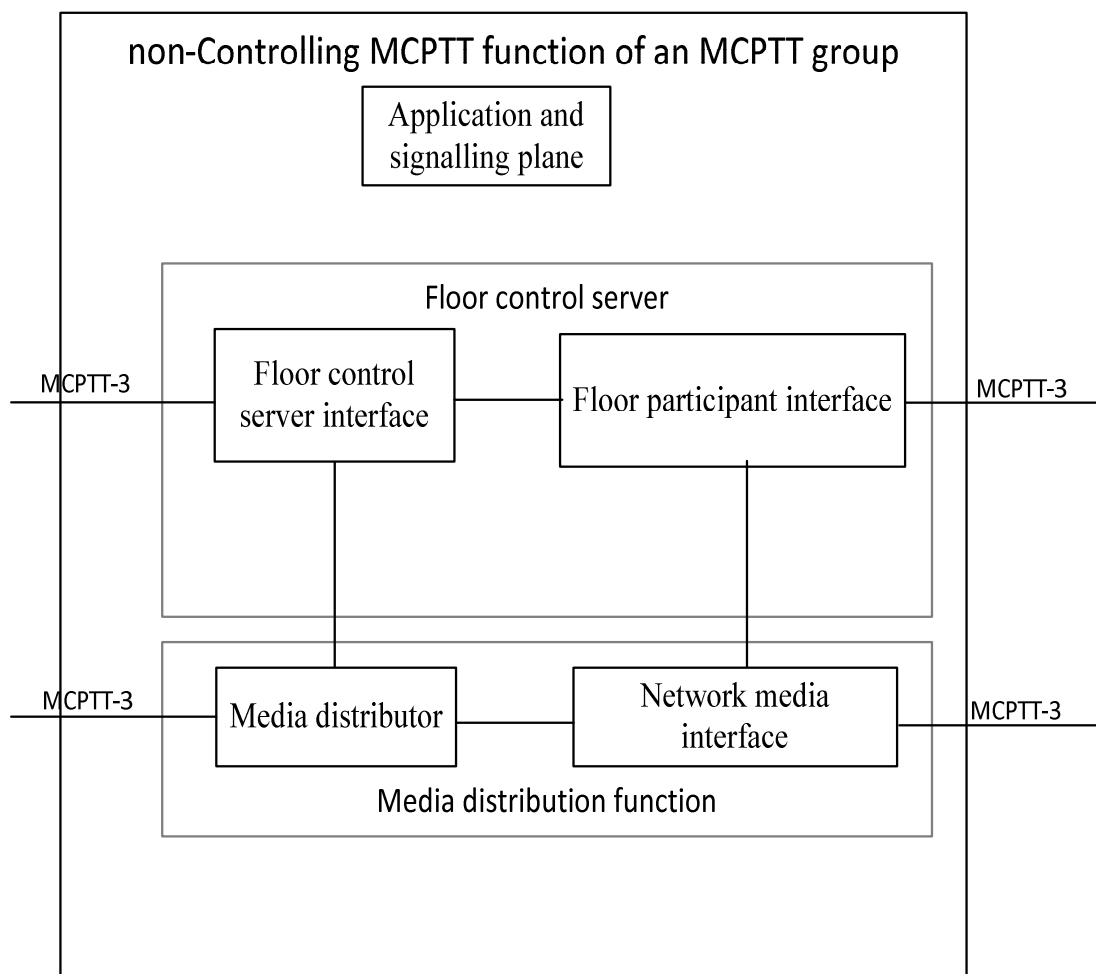 non-Controlling MCPTT function of an MCPTT group
Application and
signalling plane
Floor control server
MCPTT-3
Floor control
server interface
Floor participant interface
MCPTT-3
MCPTT-3
Media distributor
Network media
interface
MCPTT-3
Media distribution function